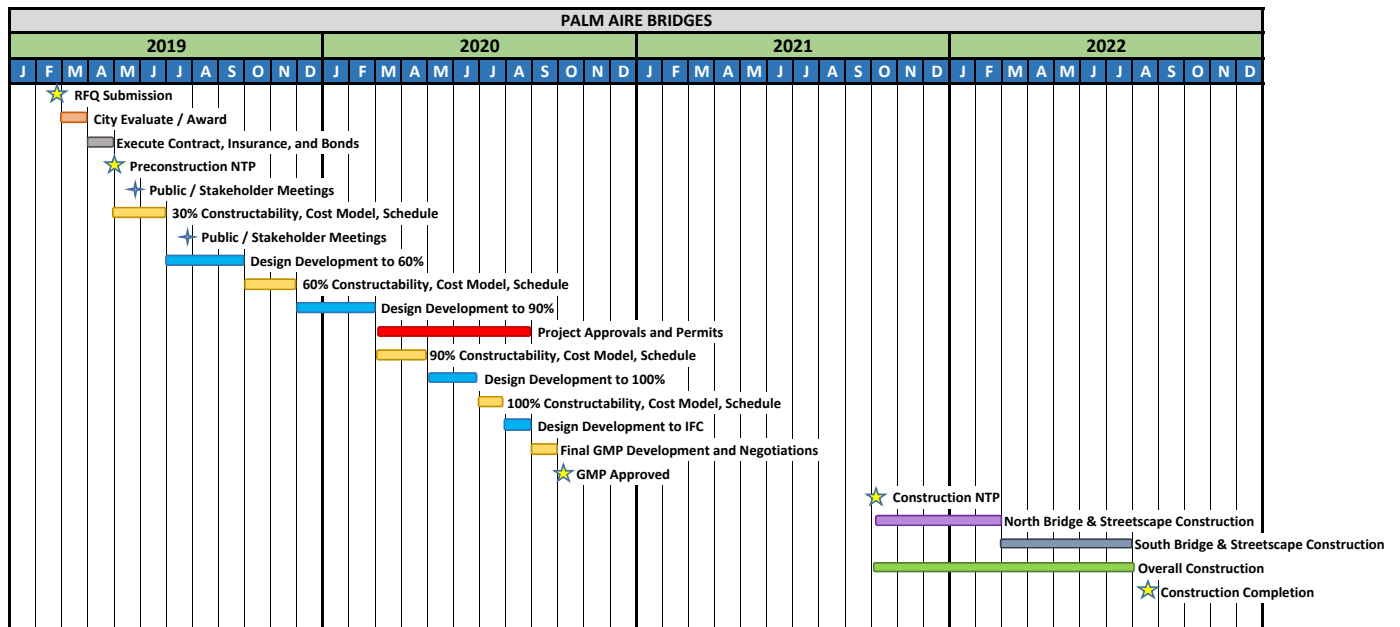 PALM AIRE BRIDGES
2019 2020 2021 2022
J F M A M J J A S O N D J F M A M J J A S O N D J F M A M J J A S O N D J F M A M J J A S O N D
RFQ Submission
City Evaluate / Award
Execute Contract, Insurance, and Bonds
Preconstruction NTP
Public / Stakeholder Meetings
30% Constructability, Cost Model, Schedule
Public / Stakeholder Meetings
Design Development to 60%
60% Constructability, Cost Model, Schedule
Design Development to 90%
Project Approvals and Permits
90% Constructability, Cost Model, Schedule
Design Development to 100%
100% Constructability, Cost Model, Schedule
Design Development to IFC
Final GMP Development and Negotiations
GMP Approved
Construction NTP
North Bridge & Streetscape Construction
South Bridge & Streetscape Construction
Overall Construction
Construction Completion